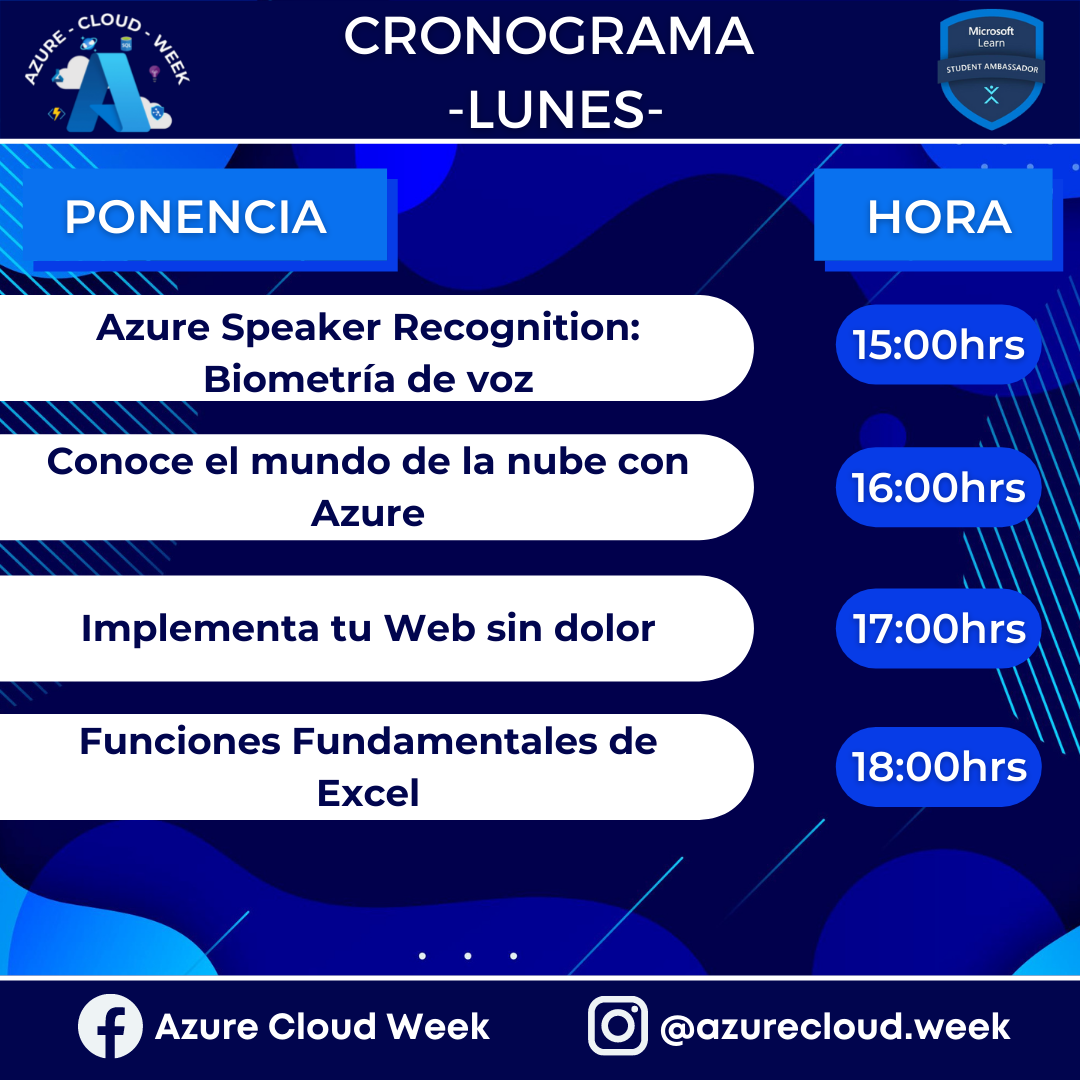 AZURE - CLOUD - WEEK
CRONOGRAMA
-LUNES-
Microsoft
Learn
STUDENT AMBASSADOR
PONENCIA
HORA
Azure Speaker Recognition:
Biometría de voz
15:00hrs
Conoce el mundo de la nube con
Azure
16:00hrs
Implementa tu Web sin dolor
17:00hrs
Funciones Fundamentales de
Excel
18:00hrs
Azure Cloud Week
@azurecloud.week